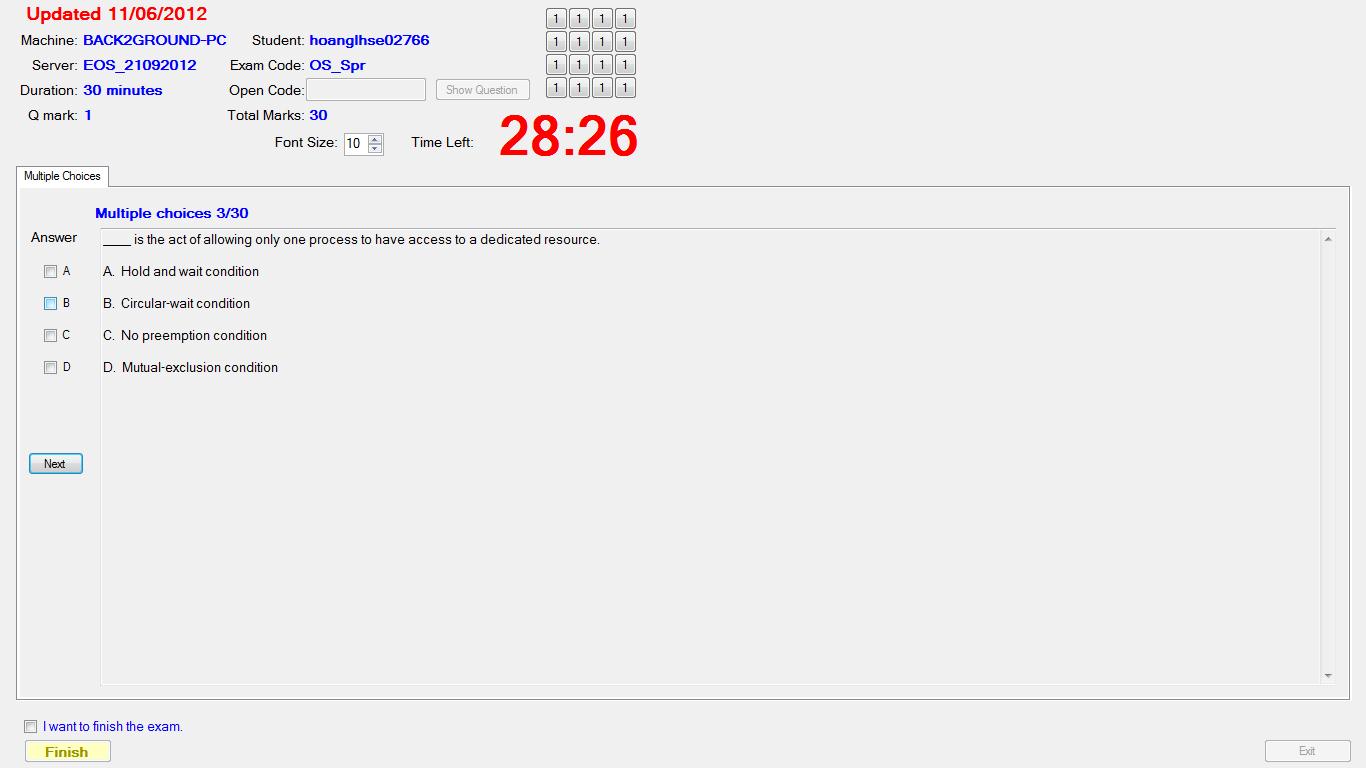 Updated 11/06/2012
Machine: BACK2GROUND-PC Student: hoanglhse02766
Server: EOS_21092012 Exam Code: OS_Spr
Duration: 30 minutes Open Code: Show Question
Q mark: 1 Total Marks: 30
Font Size: 10 Time Left: 28:26
1 1 1 1
1 1 1 1
1 1 1 1
1 1 1 1
Multiple Choices
Multiple choices 3/30
Answer
____ is the act of allowing only one process to have access to a dedicated resource.
A A. Hold and wait condition
B B. Circular-wait condition
C C. No preemption condition
D D. Mutual-exclusion condition
Next
I want to finish the exam.
Finish Exit